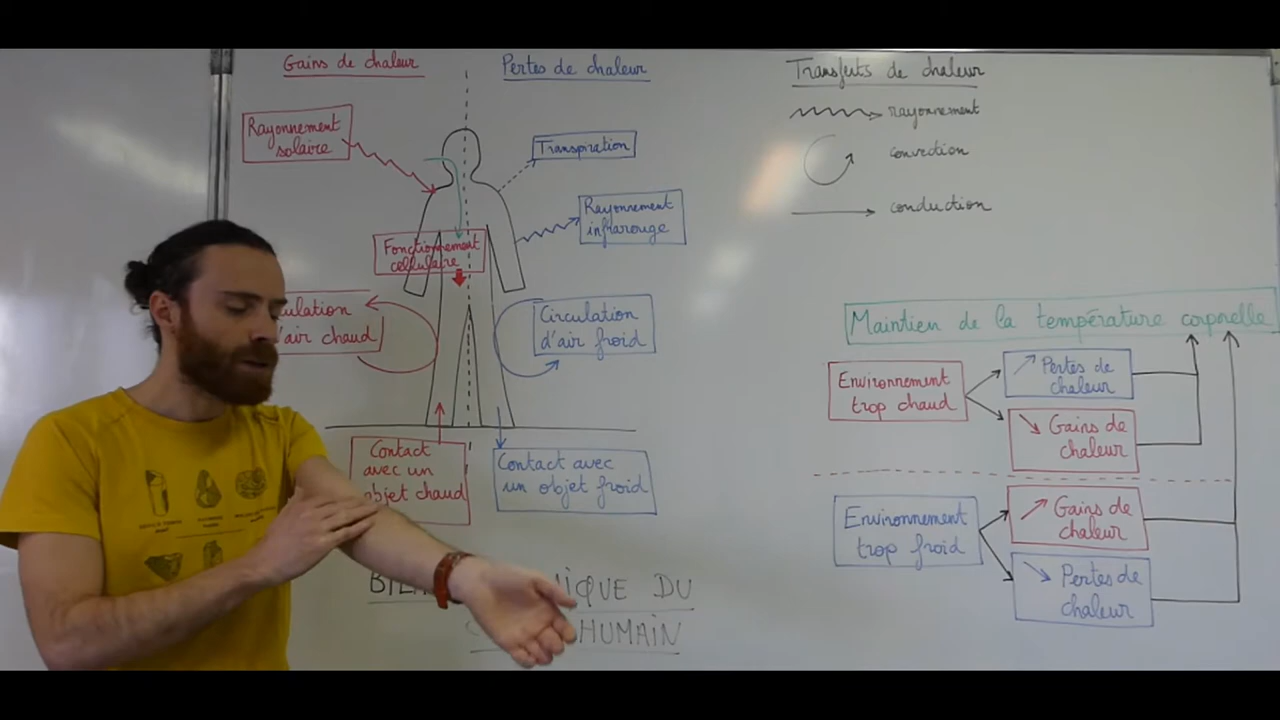 Gains de chaleur
Pertes de chaleur
Rayonnement
solaire
Transpiration
Rayonnement
infrarouge
Fonctionnement
cellulaire
d'air chaud
Circulation
d'air froid
Contact
avec un
objet chaud
Contact avec
un objet froid
DU
HUMAIN
Transferts de chaleur
rayonnement
convection
conduction
Maintien de la température corporelle
Environnement
trop chaud
Pertes de
chaleur
Gains de
chaleur
Environnement
trop froid
Gains de
chaleur
Pertes de
chaleur